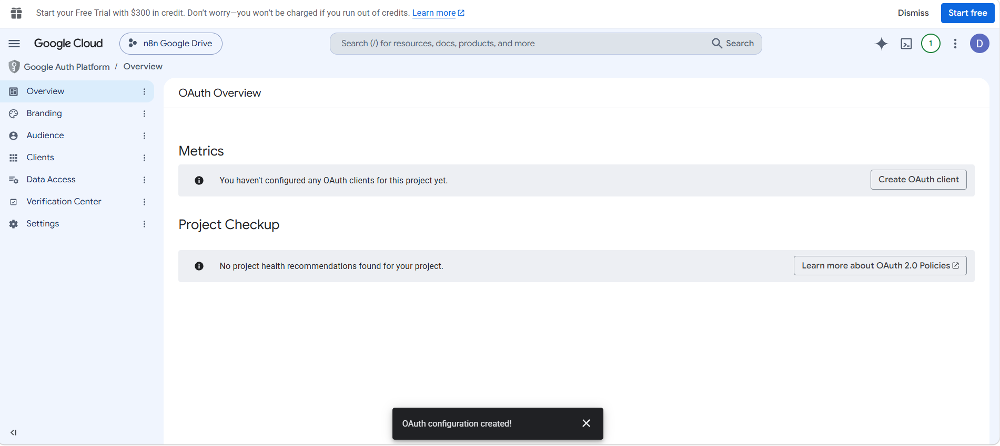 Start your Free Trial with $300 in credit. Don’t worry—you won’t be charged if you run out of credits. Learn more
Dismiss
Start free
Google Cloud
n8n Google Drive
Search (/) for resources, docs, products, and more
Search
1
D
Google Auth Platform / Overview
Overview
Branding
Audience
Clients
Data Access
Verification Center
Settings
OAuth Overview
Metrics
You haven't configured any OAuth clients for this project yet.
Create OAuth client
Project Checkup
No project health recommendations found for your project.
Learn more about OAuth 2.0 Policies
OAuth configuration created!